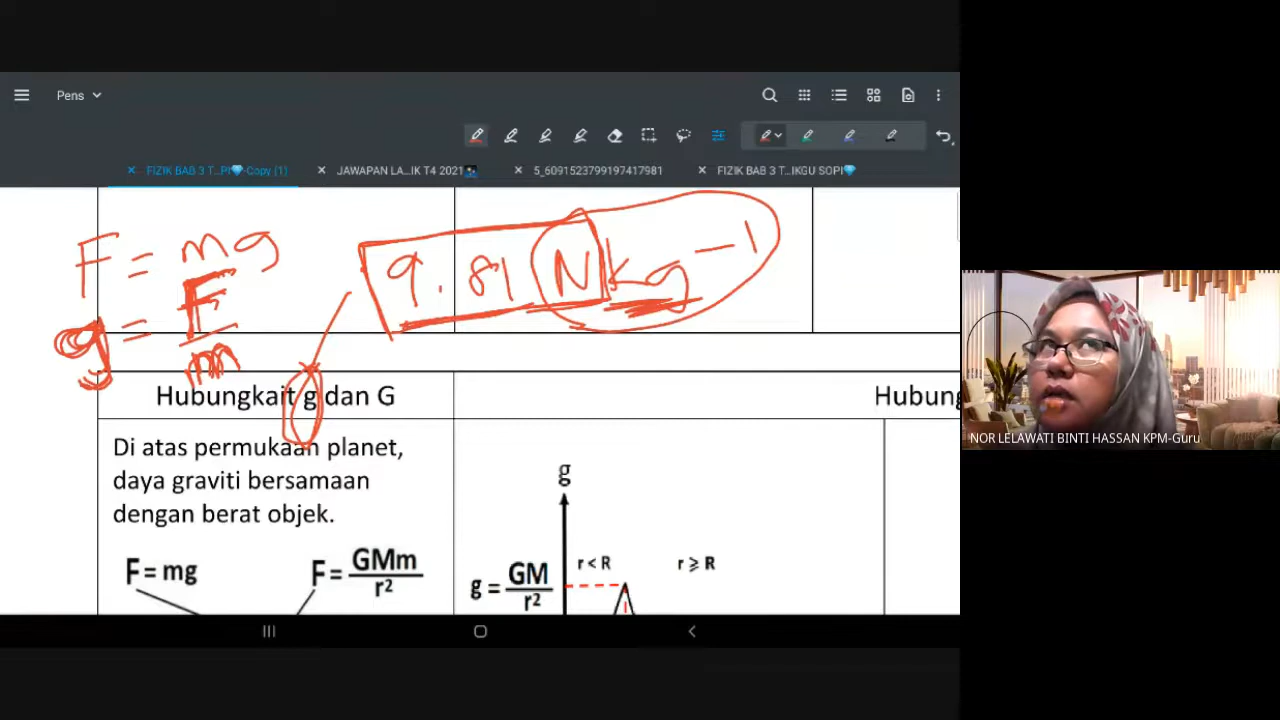 Pens
FIZIK BAB 3 T...PI💎 Copy (1)
JAWAPAN LA...IK T4 2021
5_6091523799197417981
FIZIK BAB 3 T...IKGU SOPI💎
F = mg
9.81 N kg-1
g = F/m
Hubungkait g dan G
Hubung
Di atas permukaan planet,
daya graviti bersamaan
dengan berat objek.
F = mg
F = GMm/r²
g
r < R
r ⩾ R
g = GM/r²
NOR LELAWATI BINTI HASSAN KPM-Guru